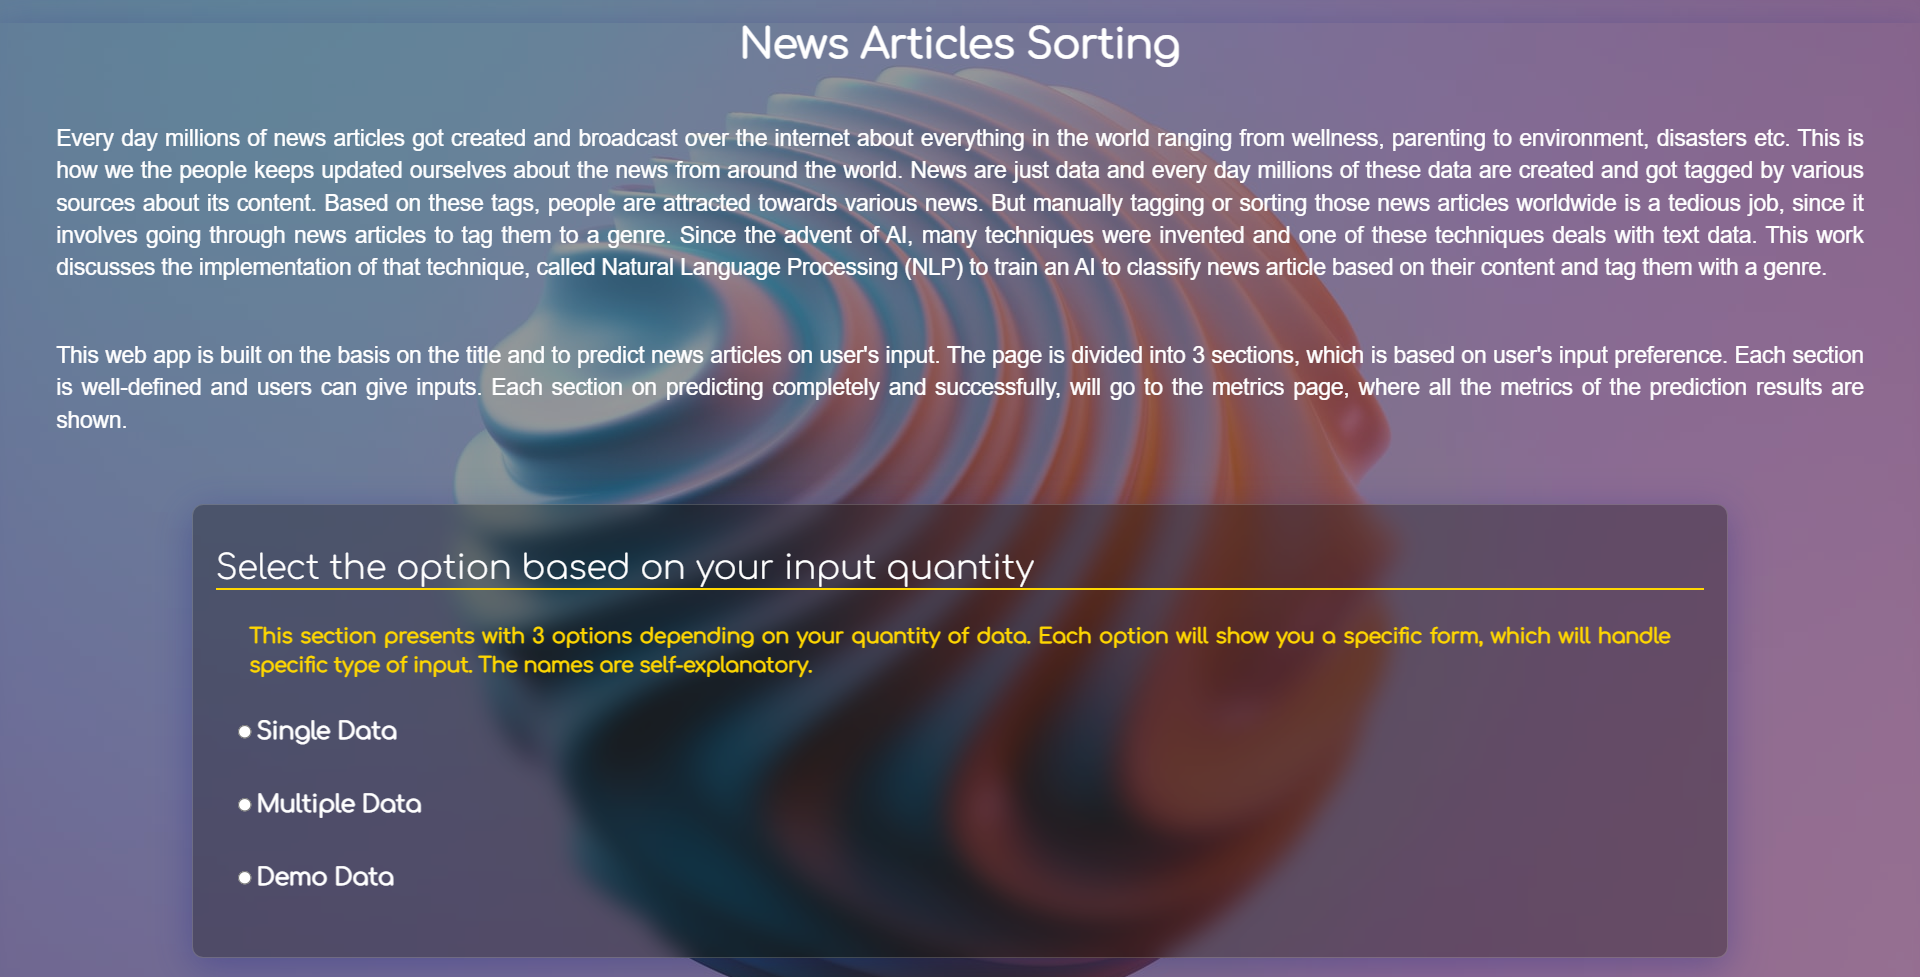 News Articles Sorting
Every day millions of news articles got created and broadcast over the internet about everything in the world ranging from wellness, parenting to environment, disasters etc. This is
how we the people keeps updated ourselves about the news from around the world. News are just data and every day millions of these data are created and got tagged by various
sources about its content. Based on these tags, people are attracted towards various news. But manually tagging or sorting those news articles worldwide is a tedious job, since it
involves going through news articles to tag them to a genre. Since the advent of AI, many techniques were invented and one of these techniques deals with text data. This work
discusses the implementation of that technique, called Natural Language Processing (NLP) to train an AI to classify news article based on their content and tag them with a genre.
This web app is built on the basis on the title and to predict news articles on user's input. The page is divided into 3 sections, which is based on user's input preference. Each section
is well-defined and users can give inputs. Each section on predicting completely and successfully, will go to the metrics page, where all the metrics of the prediction results are
shown.
Select the option based on your input quantity
This section presents with 3 options depending on your quantity of data. Each option will show you a specific form, which will handle
specific type of input. The names are self-explanatory.
Single Data
Multiple Data
Demo Data